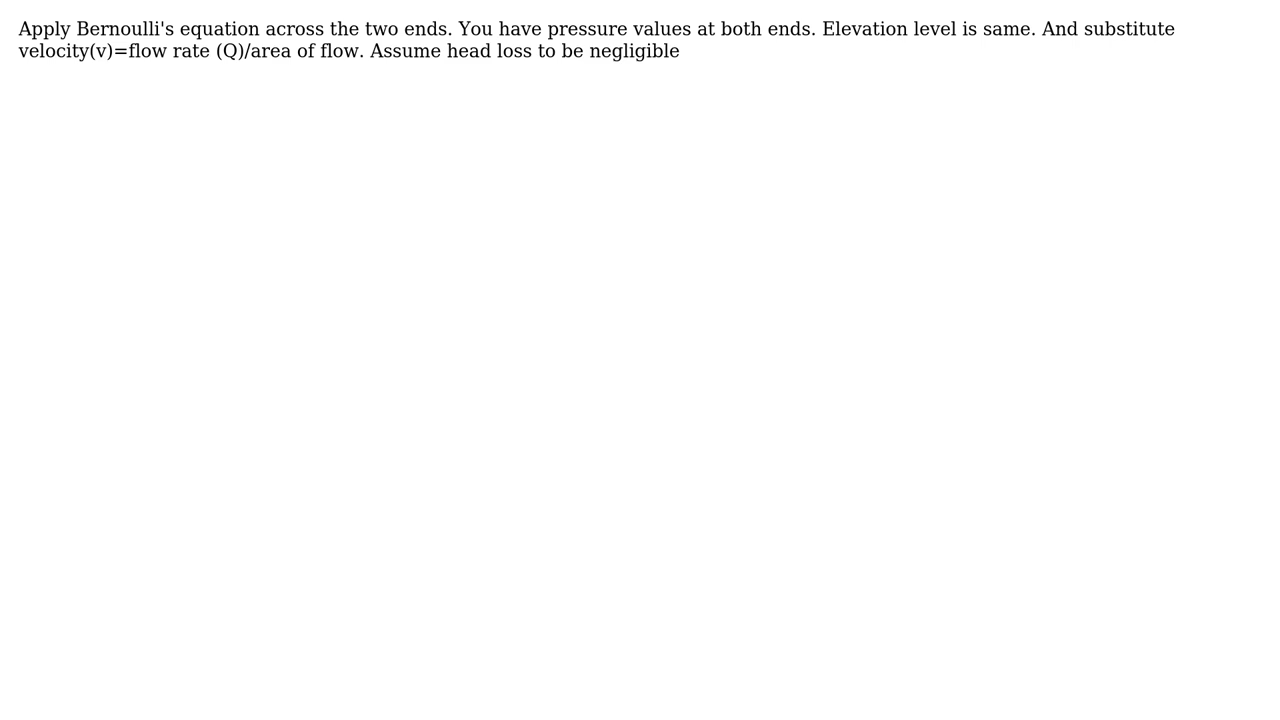 Apply Bernoulli's equation across the two ends. You have pressure values at both ends. Elevation level is same. And substitute
velocity(v)=flow rate (Q)/area of flow. Assume head loss to be negligible